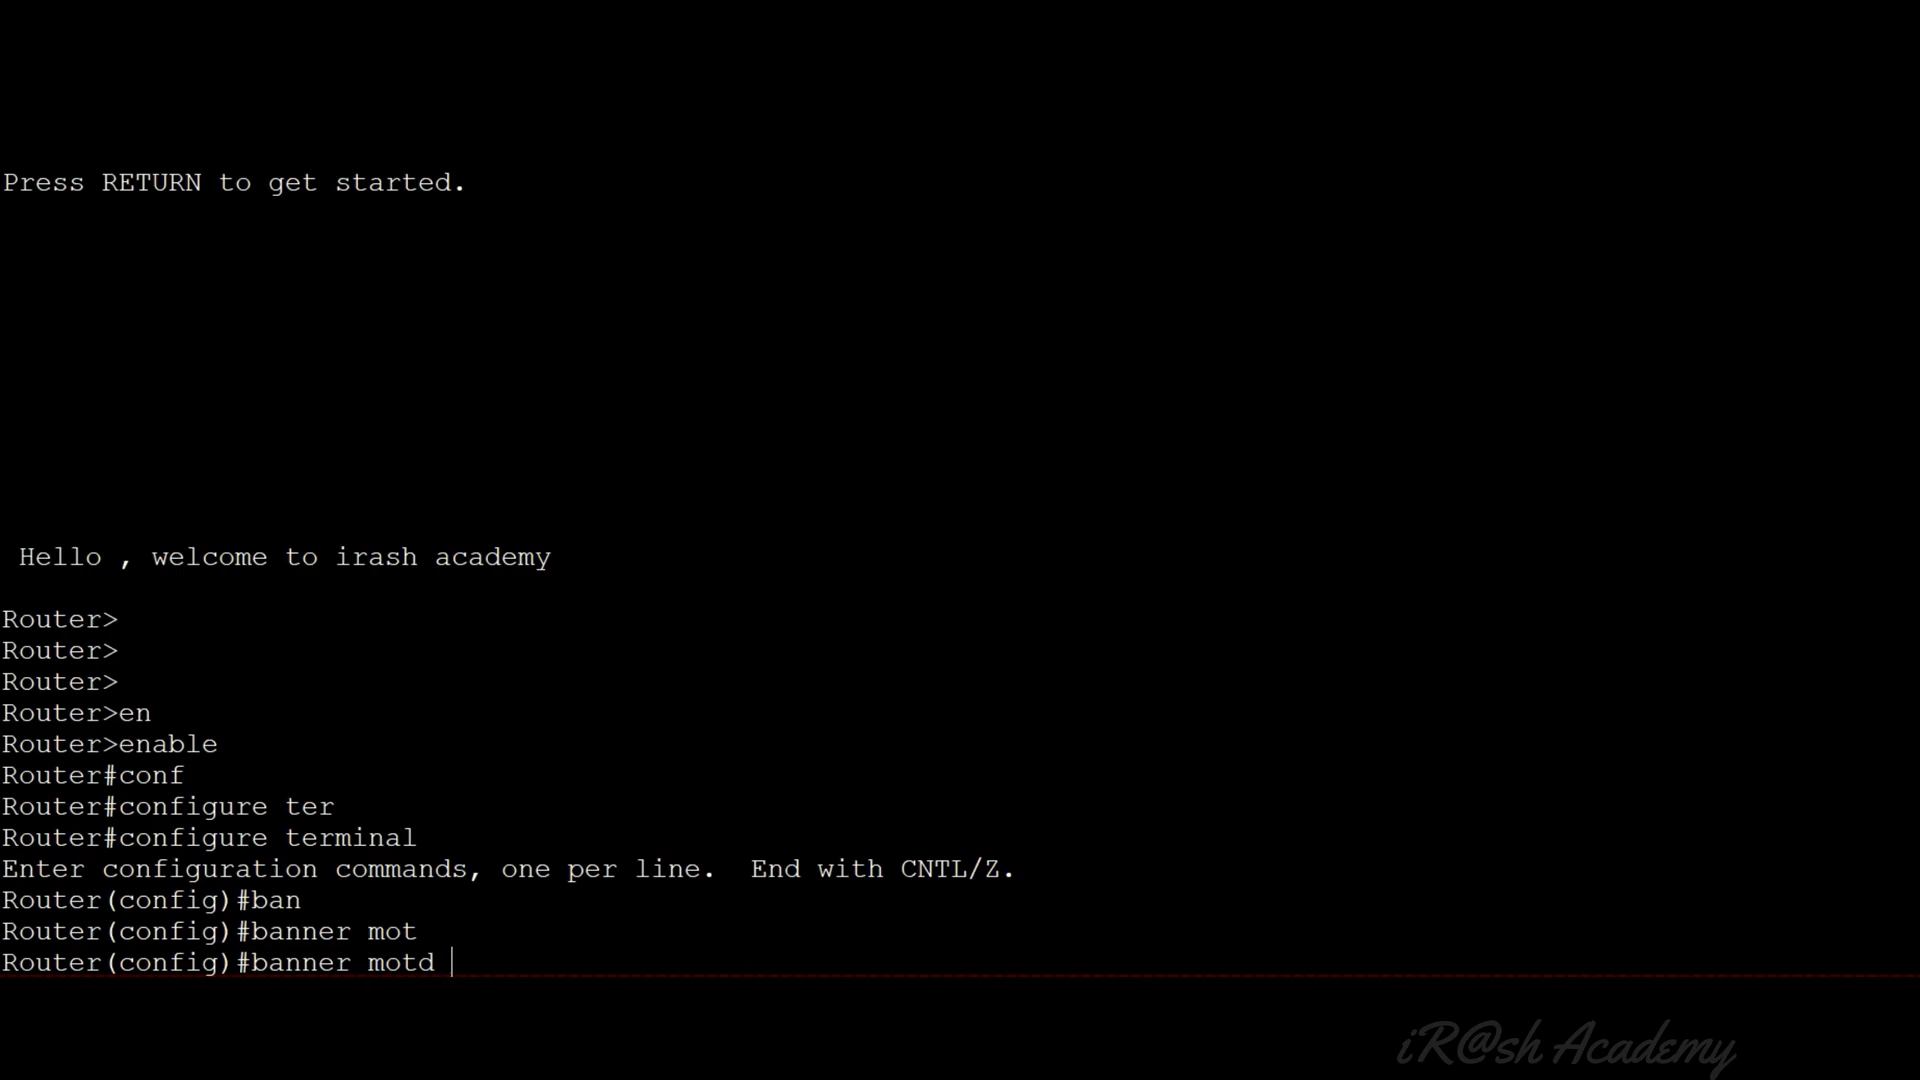 Press RETURN to get started.
Hello , welcome to irash academy
Router>
Router>
Router>
Router>en
Router>enable
Router#conf
Router#configure ter
Router#configure terminal
Enter configuration commands, one per line.  End with CNTL/Z.
Router(config)#ban
Router(config)#banner mot
Router(config)#banner motd
iR@sh Academy